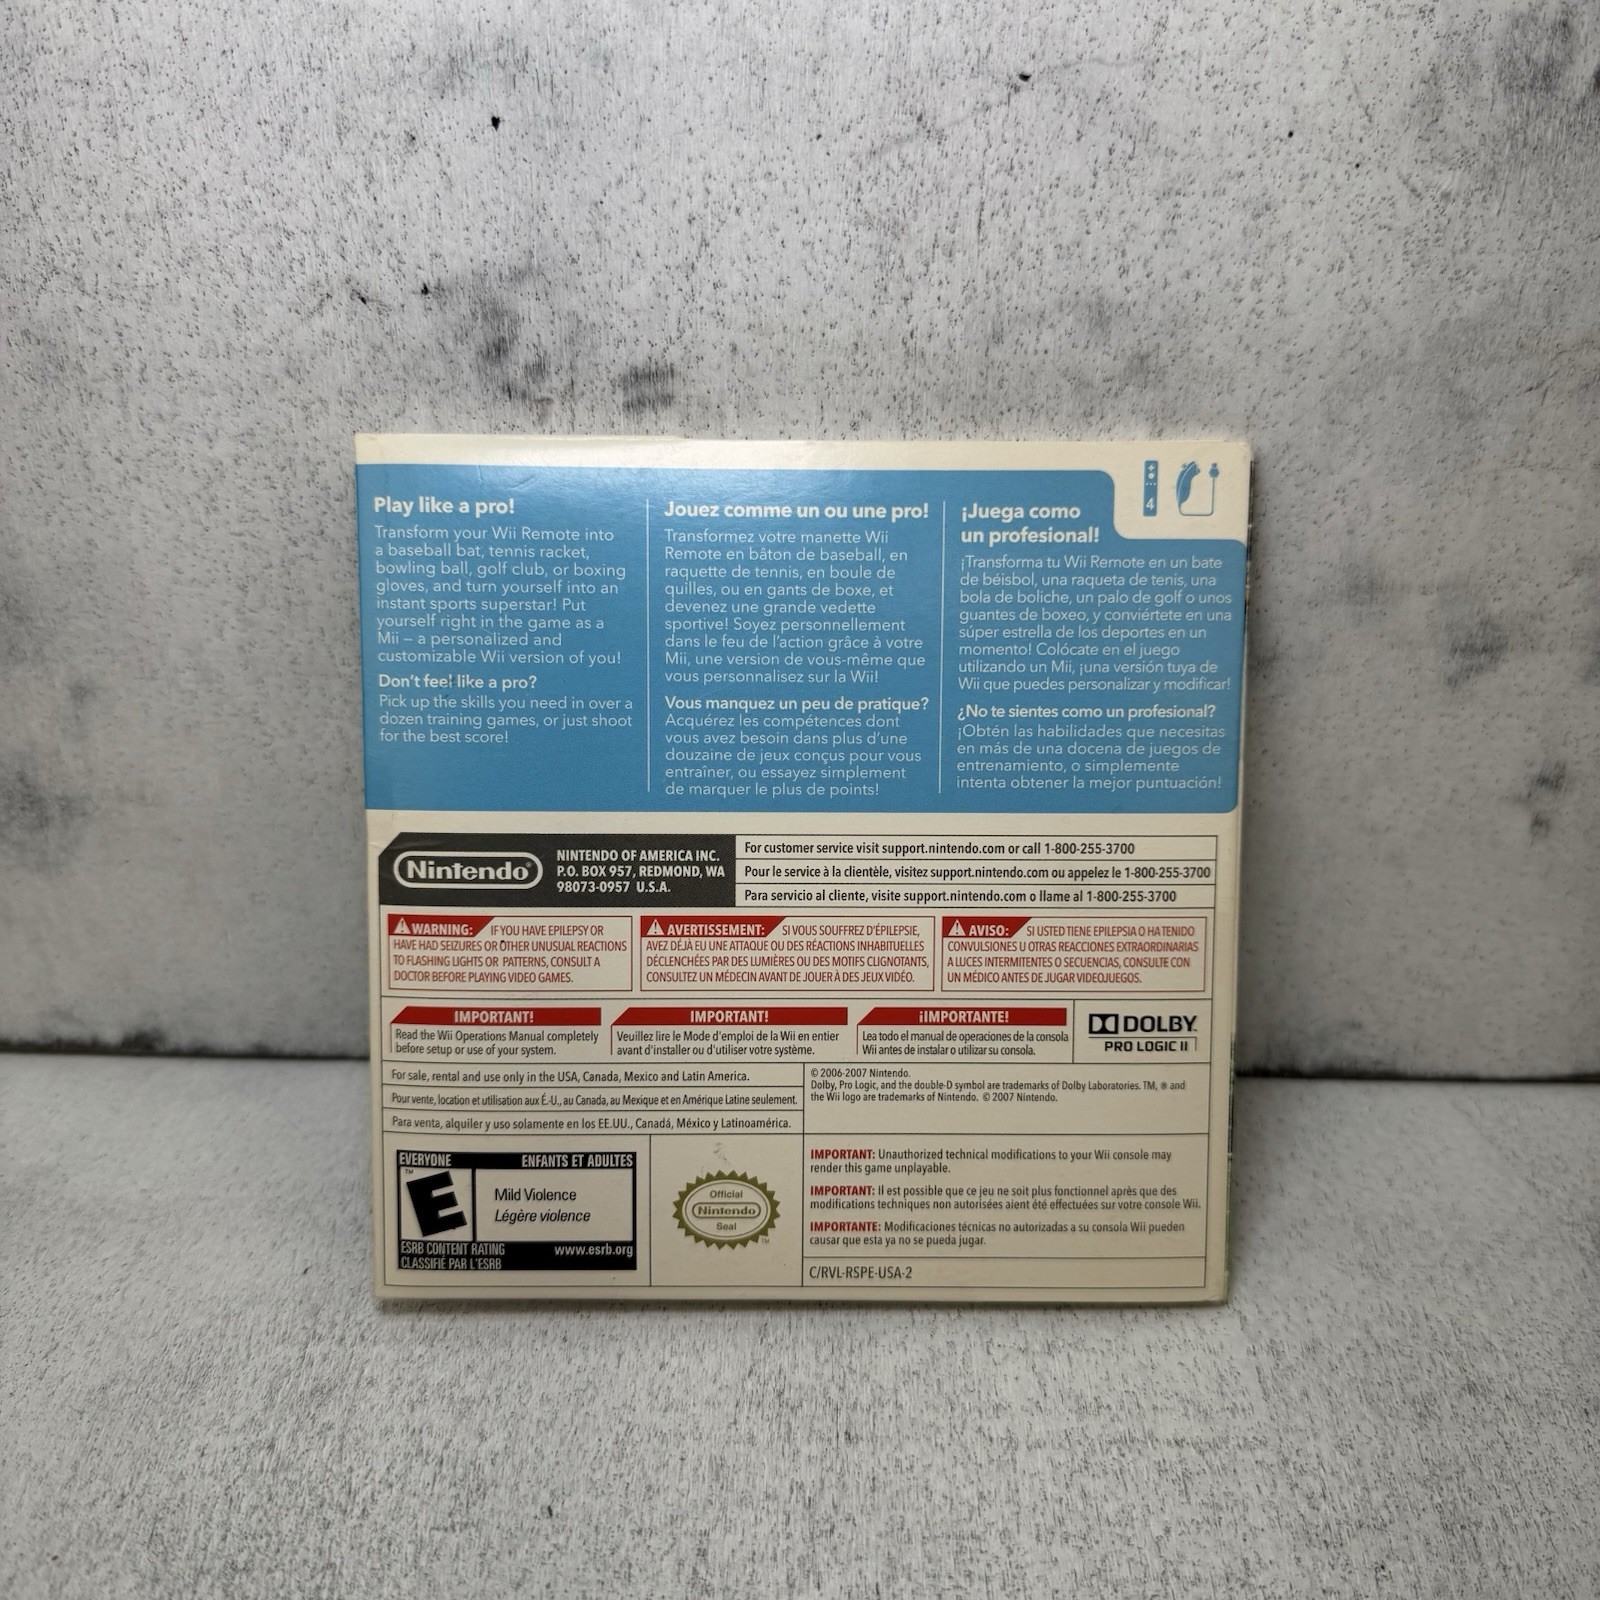 4
Play like a pro!
Transform your Wii Remote into
a baseball bat, tennis racket,
bowling ball, golf club, or boxing
gloves, and turn yourself into an
instant sports superstar! Put
yourself right in the game as a
Mii – a personalized and
customizable Wii version of you!
Don't feel like a pro?
Pick up the skills you need in over a
dozen training games, or just shoot
for the best score!
Jouez comme un ou une pro!
Transformez votre manette Wii
Remote en bâton de baseball, en
raquette de tennis, en boule de
quilles, ou en gants de boxe, et
devenez une grande vedette
sportive! Soyez personnellement
dans le feu de l'action grâce à votre
Mii, une version de vous-même que
vous personnalisez sur la Wii!
Vous manquez un peu de pratique?
Acquérez les compétences dont
vous avez besoin dans plus d'une
douzaine de jeux conçus pour vous
entraîner, ou essayez simplement
de marquer le plus de points!
¡Juega como
un profesional!
¡Transforma tu Wii Remote en un bate
de béisbol, una raqueta de tenis, una
bola de boliche, un palo de golf o unos
guantes de boxeo, y conviértete en una
súper estrella de los deportes en un
momento! Colócate en el juego
utilizando un Mii, ¡una versión tuya de
Wii que puedes personalizar y modificar!
¿No te sientes como un profesional?
¡Obtén las habilidades que necesitas
en más de una docena de juegos de
entrenamiento, o simplemente
intenta obtener la mejor puntuación!
Nintendo®
NINTENDO OF AMERICA INC.
P.O. BOX 957, REDMOND, WA
98073-0957 U.S.A.
For customer service visit support.nintendo.com or call 1-800-255-3700
Pour le service à la clientèle, visitez support.nintendo.com ou appelez le 1-800-255-3700
Para servicio al cliente, visite support.nintendo.com o llame al 1-800-255-3700
WARNING: IF YOU HAVE EPILEPSY OR
HAVE HAD SEIZURES OR OTHER UNUSUAL REACTIONS
TO FLASHING LIGHTS OR PATTERNS, CONSULT A
DOCTOR BEFORE PLAYING VIDEO GAMES.
AVERTISSEMENT: SI VOUS SOUFFREZ D'ÉPILEPSIE,
AVEZ DÉJÀ EU UNE ATTAQUE OU DES RÉACTIONS INHABITUELLES
DÉCLENCHÉES PAR DES LUMIÈRES OU DES MOTIFS CLIGNOTANTS,
CONSULTEZ UN MÉDECIN AVANT DE JOUER À DES JEUX VIDÉO.
AVISO: SI USTED TIENE EPILEPSIA O HA TENIDO
CONVULSIONES U OTRAS REACCIONES EXTRAORDINARIAS
A LUCES INTERMITENTES O SECUENCIAS, CONSULTE CON
UN MÉDICO ANTES DE JUGAR VIDEOJUEGOS.
IMPORTANT!
Read the Wii Operations Manual completely
before setup or use of your system.
IMPORTANT!
Veuillez lire le Mode d'emploi de la Wii en entier
avant d'installer ou d'utiliser votre système.
¡IMPORTANTE!
Lea todo el manual de operaciones de la consola
Wii antes de instalar o utilizar su consola.
DOLBY
PRO LOGIC II
For sale, rental and use only in the USA, Canada, Mexico and Latin America.
Pour vente, location et utilisation aux É.-U., au Canada, au Mexique et en Amérique Latine seulement.
Para venta, alquiler y uso solamente en los EE.UU., Canadá, México y Latinoamérica.
© 2006-2007 Nintendo.
Dolby, Pro Logic, and the double-D symbol are trademarks of Dolby Laboratories. TM, ® and
the Wii logo are trademarks of Nintendo. © 2007 Nintendo.
EVERYONE ENFANTS ET ADULTES
TM
E
Mild Violence
Légère violence
ESRB CONTENT RATING www.esrb.org
CLASSIFIÉ PAR L'ESRB
Official
Nintendo
Seal
TM
IMPORTANT: Unauthorized technical modifications to your Wii console may
render this game unplayable.
IMPORTANT: Il est possible que ce jeu ne soit plus fonctionnel après que des
modifications techniques non autorisées aient été effectuées sur votre console Wii.
IMPORTANTE: Modificaciones técnicas no autorizadas a su consola Wii pueden
causar que esta ya no se pueda jugar.
C/RVL-RSPE-USA-2